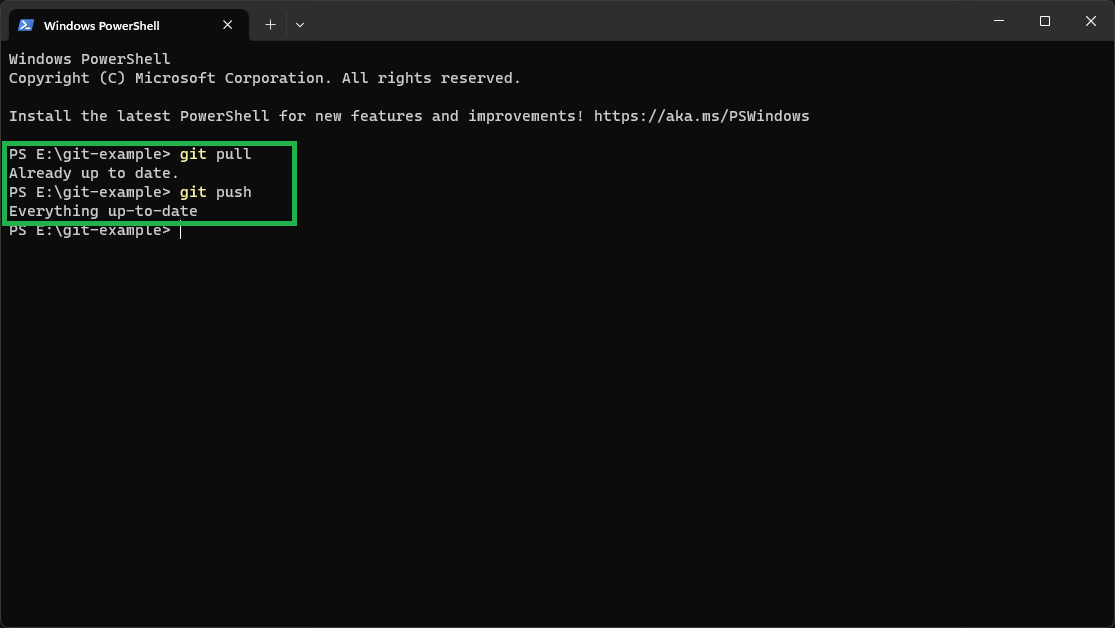 Windows PowerShell
Windows PowerShell
Copyright (C) Microsoft Corporation. All rights reserved.
Install the latest PowerShell for new features and improvements! https://aka.ms/PSWindows
PS E:\git-example> git pull
Already up to date.
PS E:\git-example> git push
Everything up-to-date
PS E:\git-example>